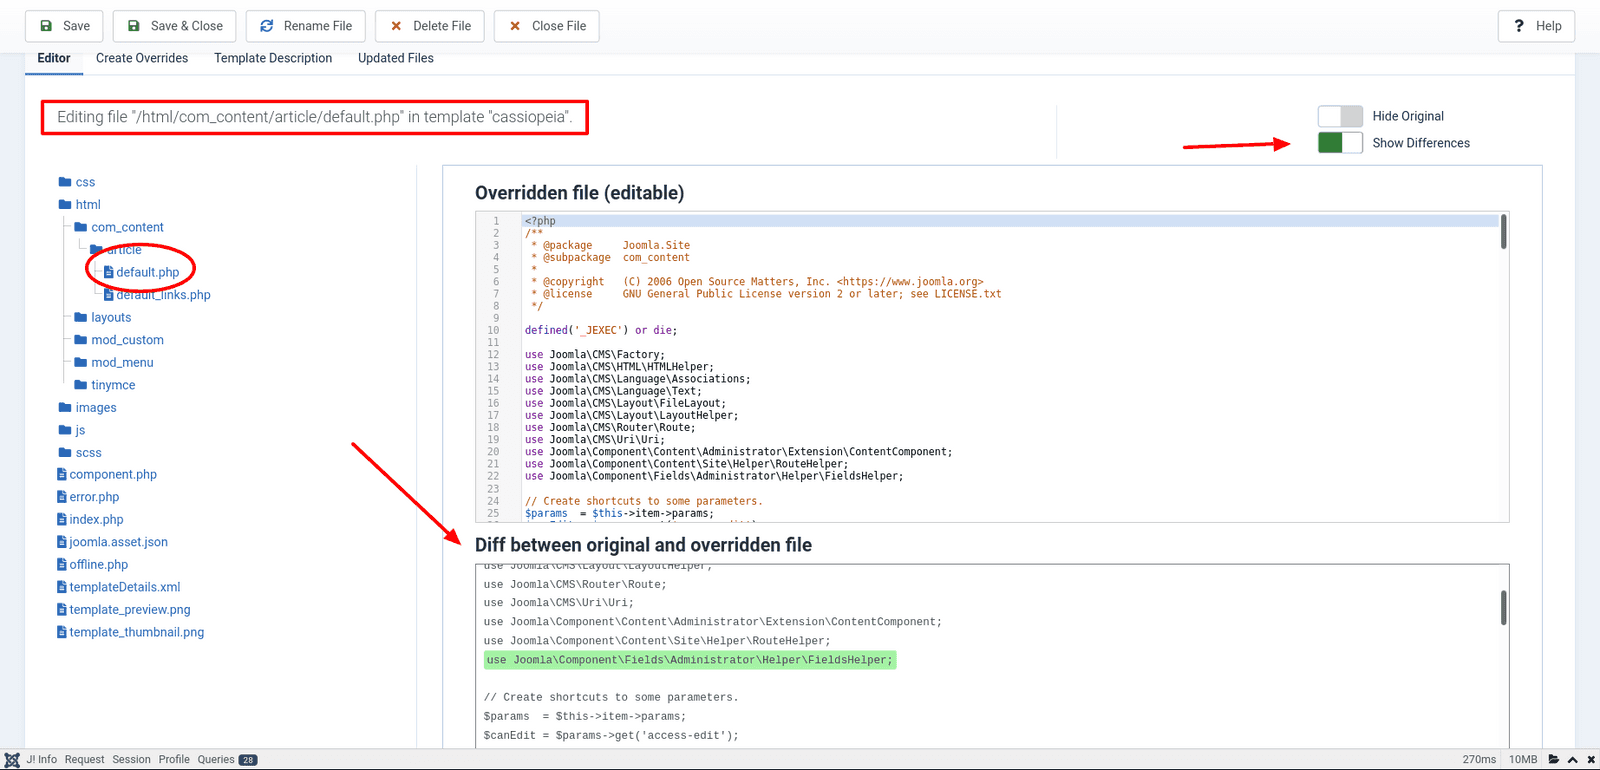 Save
Save & Close
Rename File
Delete File
Close File
Help
Editor
Create Overrides
Template Description
Updated Files
Editing file "/html/com_content/article/default.php" in template "cassiopeia".
Hide Original
Show Differences
css
html
com_content
article
default.php
default_links.php
layouts
mod_custom
mod_menu
tinymce
images
js
scss
component.php
error.php
index.php
joomla.asset.json
offline.php
templateDetails.xml
template_preview.png
template_thumbnail.png
Overridden file (editable)
1 <?php
2 /**
3  * @package     Joomla.Site
4  * @subpackage  com_content
5  *
6  * @copyright   (C) 2006 Open Source Matters, Inc. <https://www.joomla.org>
7  * @license     GNU General Public License version 2 or later; see LICENSE.txt
8  */
9
10 defined('_JEXEC') or die;
11
12 use Joomla\CMS\Factory;
13 use Joomla\CMS\HTML\HTMLHelper;
14 use Joomla\CMS\Language\Associations;
15 use Joomla\CMS\Language\Text;
16 use Joomla\CMS\Layout\FileLayout;
17 use Joomla\CMS\Layout\LayoutHelper;
18 use Joomla\CMS\Router\Route;
19 use Joomla\CMS\Uri\Uri;
20 use Joomla\Component\Content\Administrator\Extension\ContentComponent;
21 use Joomla\Component\Content\Site\Helper\RouteHelper;
22 use Joomla\Component\Fields\Administrator\Helper\FieldsHelper;
23
24 // Create shortcuts to some parameters.
25 $params  = $this->item->params;
Diff between original and overridden file
use Joomla\CMS\Layout\LayoutHelper;
use Joomla\CMS\Router\Route;
use Joomla\CMS\Uri\Uri;
use Joomla\Component\Content\Administrator\Extension\ContentComponent;
use Joomla\Component\Content\Site\Helper\RouteHelper;
use Joomla\Component\Fields\Administrator\Helper\FieldsHelper;
// Create shortcuts to some parameters.
$params  = $this->item->params;
$canEdit = $params->get('access-edit');
J! Info Request Session Profile Queries 28
270ms 10MB